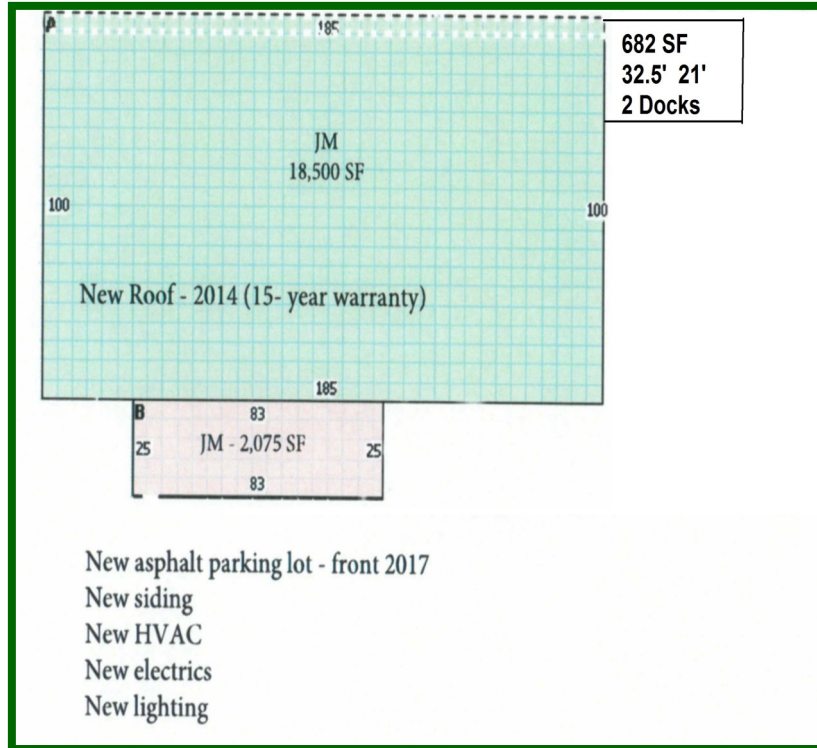 A
185
682 SF
32.5' 21'
2 Docks
JM
18,500 SF
100
100
New Roof - 2014 (15- year warranty)
185
B
83
25
JM - 2,075 SF
25
83
New asphalt parking lot - front 2017
New siding
New HVAC
New electrics
New lighting